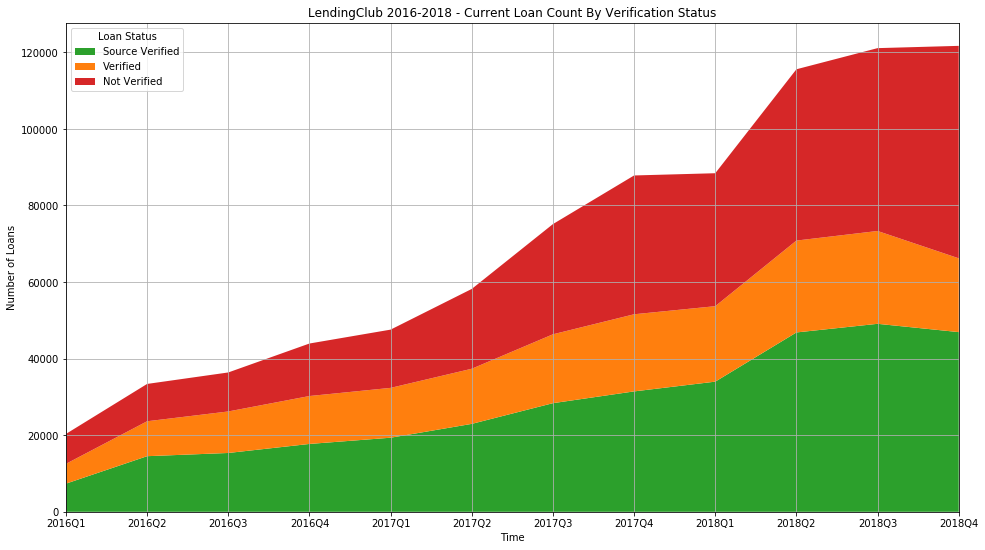 LendingClub 2016-2018 - Current Loan Count By Verification Status
Loan Status
Source Verified
Verified
Not Verified
120000
100000
80000
60000
40000
20000
0
Number of Loans
2016Q1 2016Q2 2016Q3 2016Q4 2017Q1 2017Q2 2017Q3 2017Q4 2018Q1 2018Q2 2018Q3 2018Q4
Time